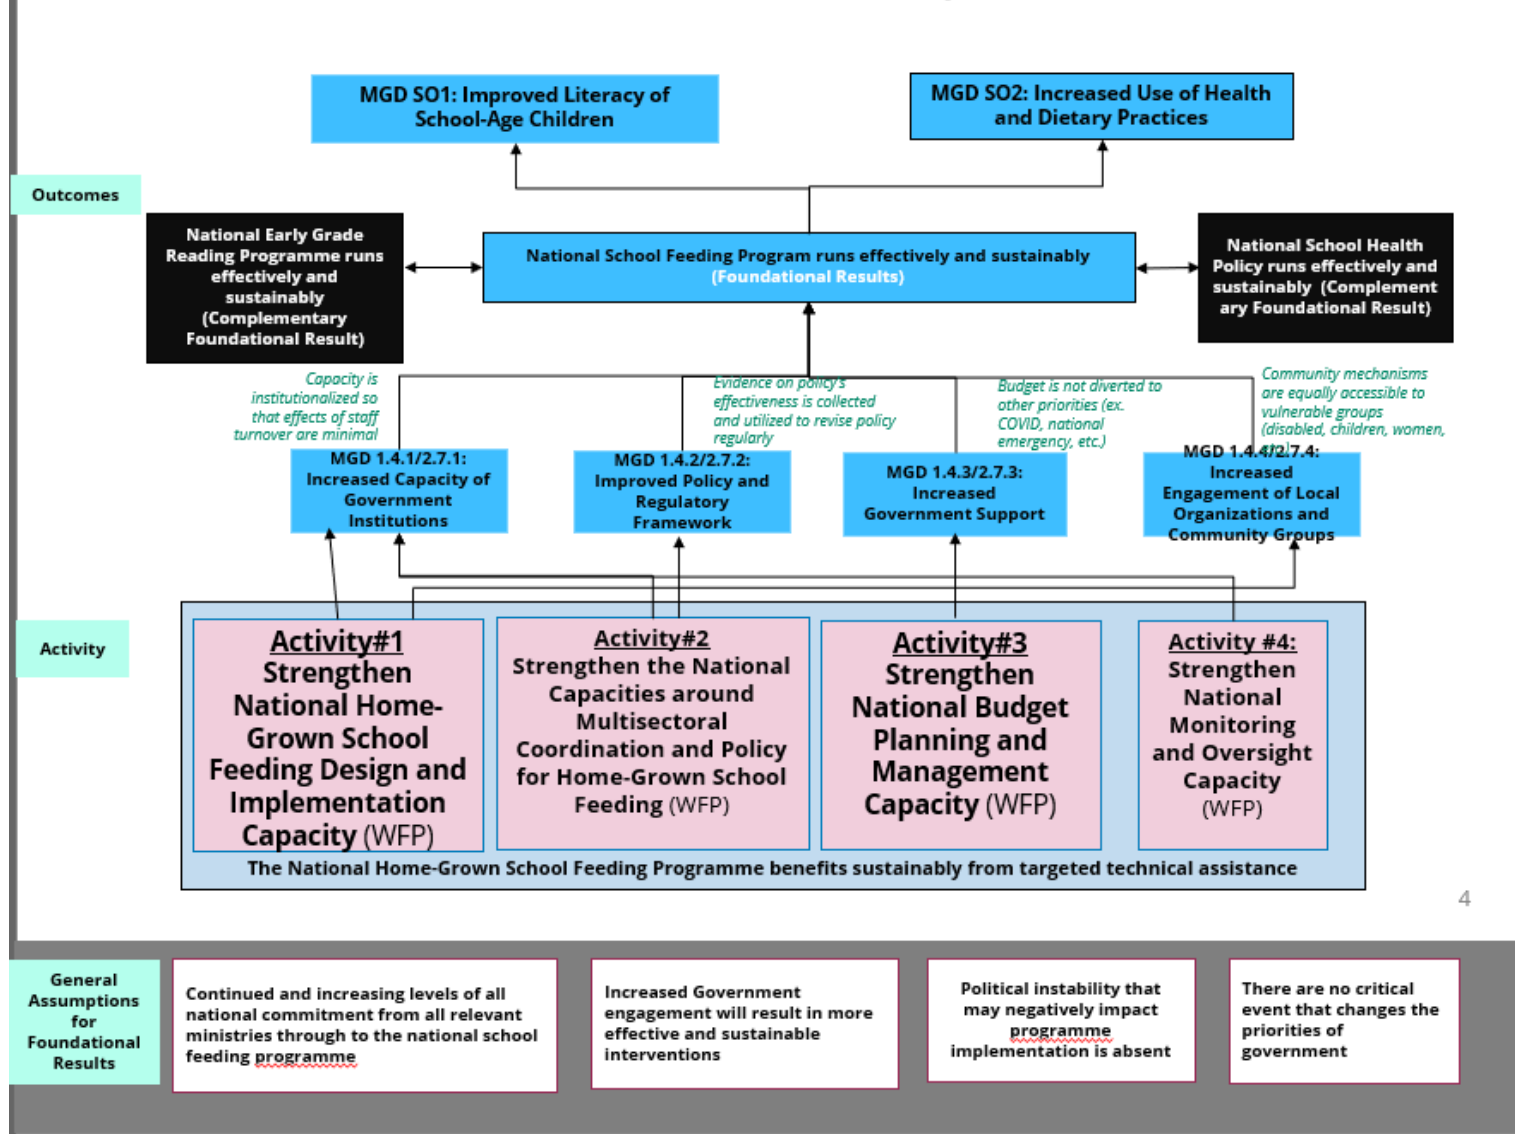 MGD SO1: Improved Literacy of
School-Age Children
MGD SO2: Increased Use of Health
and Dietary Practices
Outcomes
National Early Grade
Reading Programme runs
effectively and
sustainably
(Complementary
Foundational Result)
National School Feeding Program runs effectively and sustainably
(Foundational Results)
National School Health
Policy runs effectively and
sustainably (Complement
ary Foundational Result)
Capacity is
institutionalized so
that effects of staff
turnover are minimal
Evidence on policy's
effectiveness is collected
and utilized to revise policy
regularly
Budget is not diverted to
other priorities (ex.
COVID, national
emergency, etc.)
Community mechanisms
are equally accessible to
vulnerable groups
(disabled, children, women,
etc)
MGD 1.4.1/2.7.1:
Increased Capacity of
Government
Institutions
MGD 1.4.2/2.7.2:
Improved Policy and
Regulatory
Framework
MGD 1.4.3/2.7.3:
Increased
Government Support
MGD 1.4.4/2.7.4:
Increased
Engagement of Local
Organizations and
Community Groups
Activity
Activity#1
Strengthen
National Home-
Grown School
Feeding Design and
Implementation
Capacity (WFP)
Activity#2
Strengthen the National
Capacities around
Multisectoral
Coordination and Policy
for Home-Grown School
Feeding (WFP)
Activity#3
Strengthen
National Budget
Planning and
Management
Capacity (WFP)
Activity #4:
Strengthen
National
Monitoring
and Oversight
Capacity
(WFP)
The National Home-Grown School Feeding Programme benefits sustainably from targeted technical assistance
4
General
Assumptions
for
Foundational
Results
Continued and increasing levels of all
national commitment from all relevant
ministries through to the national school
feeding programme
Increased Government
engagement will result in more
effective and sustainable
interventions
Political instability that
may negatively impact
programme
implementation is absent
There are no critical
event that changes the
priorities of
government